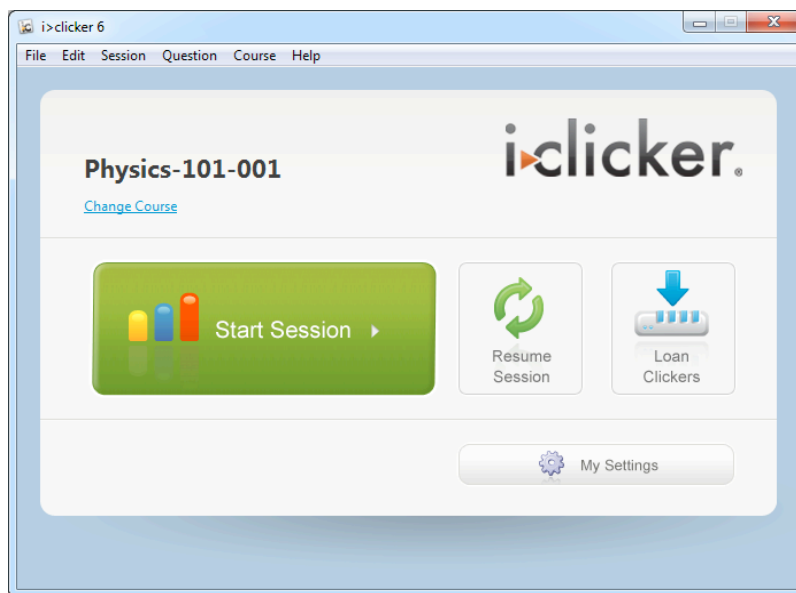 i>clicker 6
File Edit Session Question Course Help
i►clicker®
Physics-101-001
Change Course
Start Session
Resume
Session
Loan
Clickers
My Settings